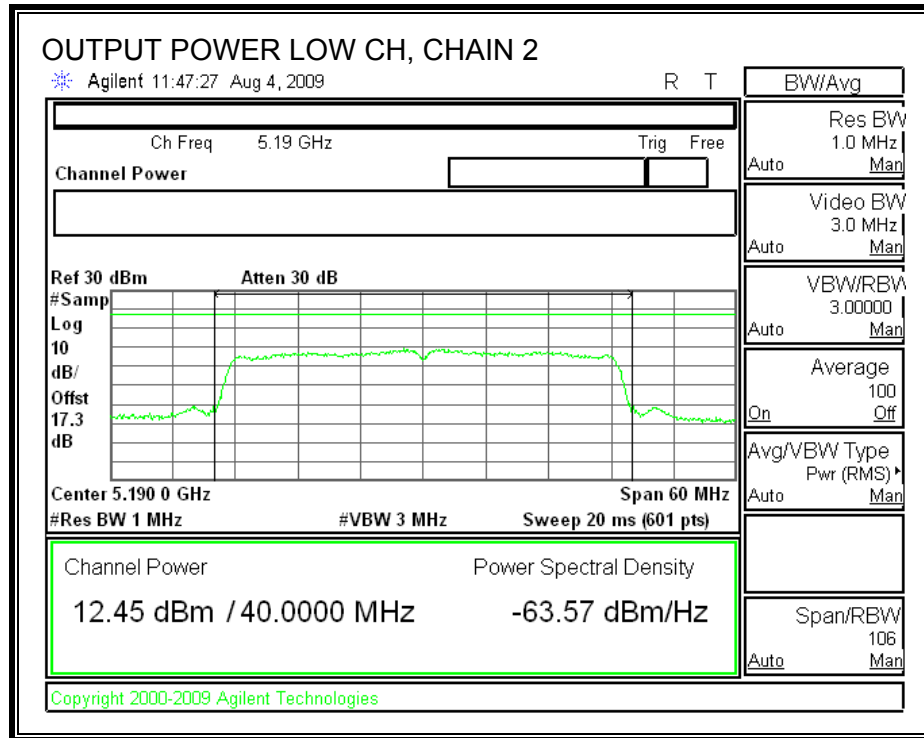 OUTPUT POWER LOW CH, CHAIN 2
Agilent 11:47:27 Aug 4, 2009 R T
Ch Freq 5.19 GHz Trig Free
Channel Power
Ref 30 dBm Atten 30 dB
#Samp
Log
10
dB/
Offst
17.3
dB
Center 5.190 0 GHz Span 60 MHz
#Res BW 1 MHz #VBW 3 MHz Sweep 20 ms (601 pts)
Channel Power Power Spectral Density
12.45 dBm / 40.0000 MHz -63.57 dBm/Hz
Copyright 2000-2009 Agilent Technologies
BW/Avg
Res BW
1.0 MHz
Auto Man
Video BW
3.0 MHz
Auto Man
VBW/RBW
3.00000
Auto Man
Average
100
On Off
Avg/VBW Type
Pwr (RMS)
Auto Man
Span/RBW
106
Auto Man